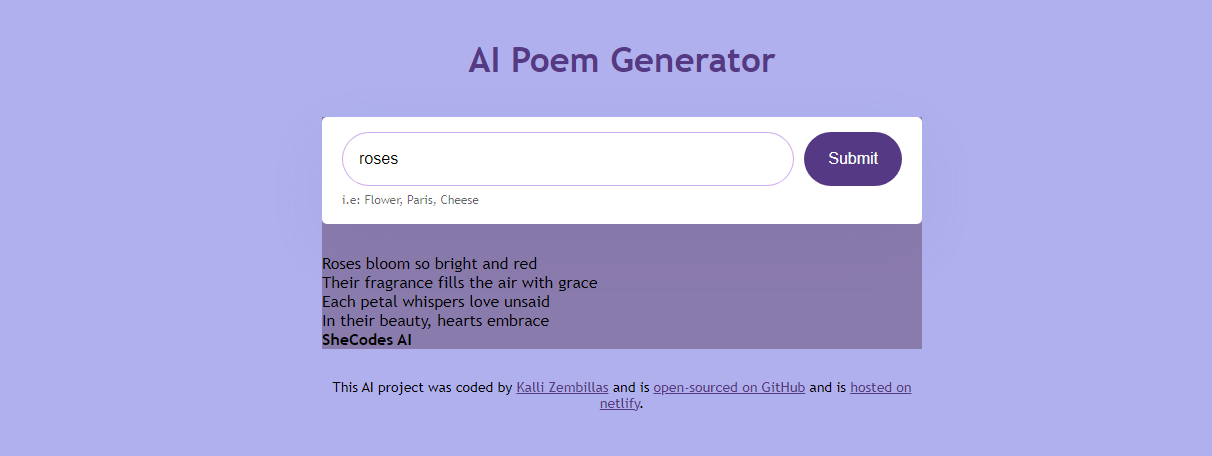 AI Poem Generator
roses
Submit
i.e: Flower, Paris, Cheese
Roses bloom so bright and red
Their fragrance fills the air with grace
Each petal whispers love unsaid
In their beauty, hearts embrace
SheCodes AI
This AI project was coded by Kalli Zembillas and is open-sourced on GitHub and is hosted on
netlify.